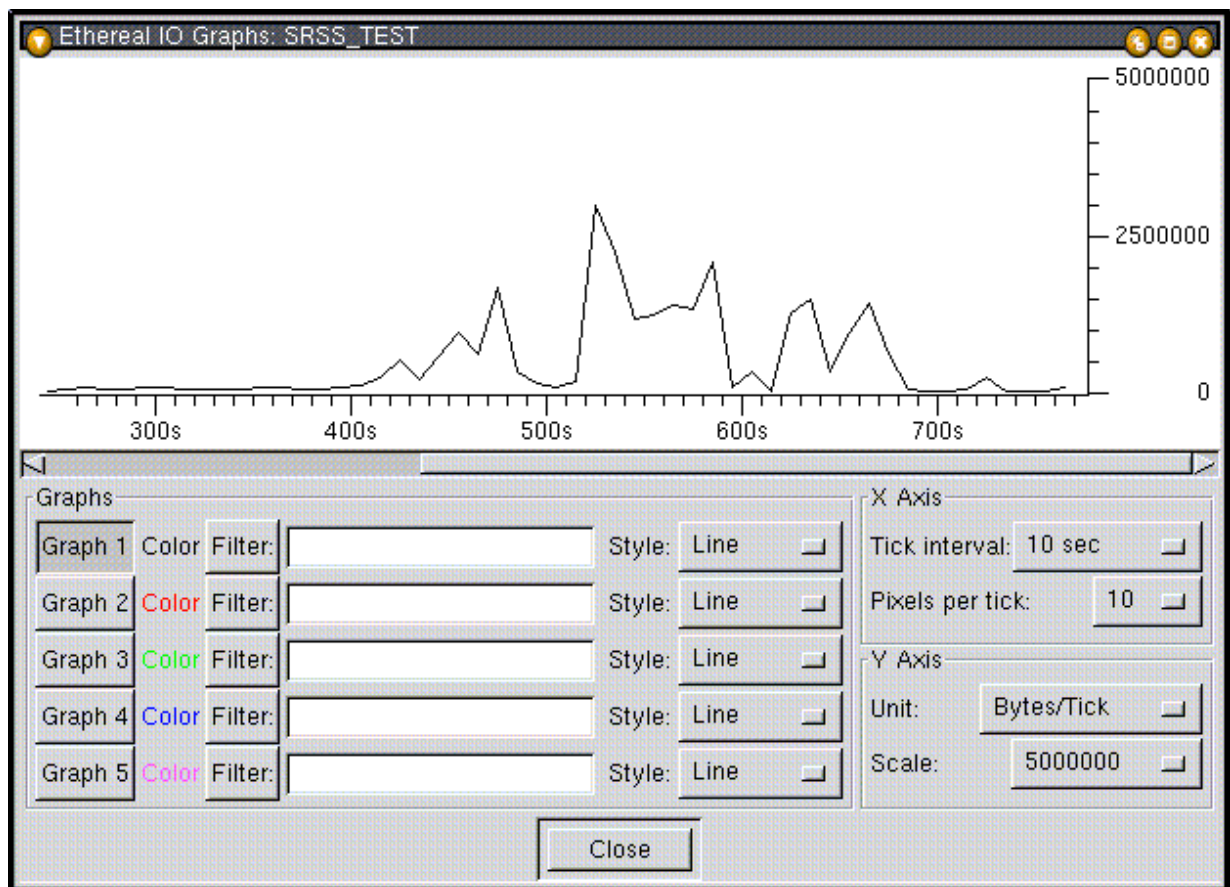 Ethereal IO Graphs: SRSS_TEST
5000000
2500000
0
300s 400s 500s 600s 700s
Graphs
Graph 1 Color Filter: Style: Line
Graph 2 Color Filter: Style: Line
Graph 3 Color Filter: Style: Line
Graph 4 Color Filter: Style: Line
Graph 5 Color Filter: Style: Line
X Axis
Tick interval: 10 sec
Pixels per tick: 10
Y Axis
Unit: Bytes/Tick
Scale: 5000000
Close